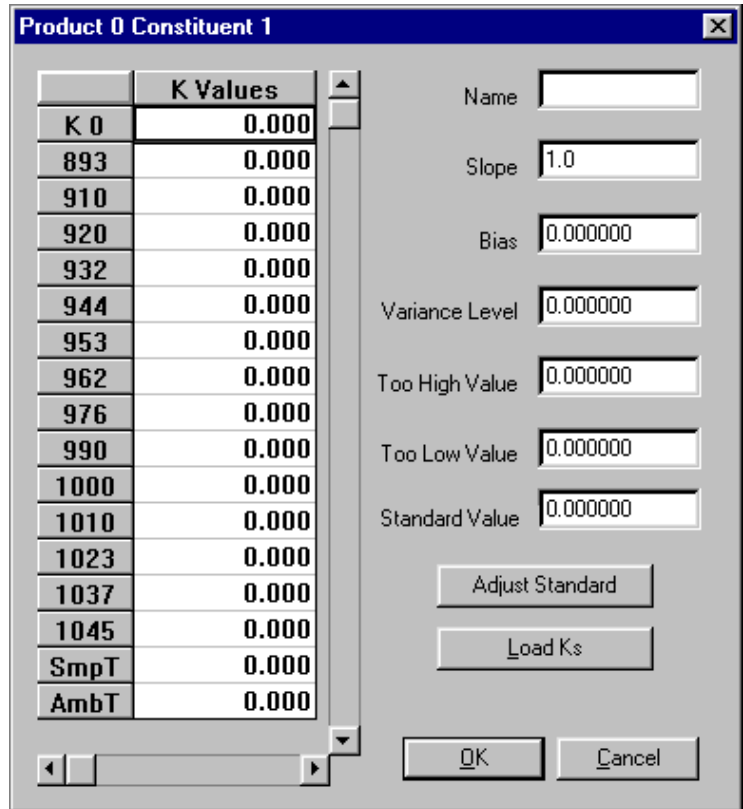 Product 0 Constituent 1
K Values
K 0 0.000
893 0.000
910 0.000
920 0.000
932 0.000
944 0.000
953 0.000
962 0.000
976 0.000
990 0.000
1000 0.000
1010 0.000
1023 0.000
1037 0.000
1045 0.000
SmpT 0.000
AmbT 0.000
Name
Slope 1.0
Bias 0.000000
Variance Level 0.000000
Too High Value 0.000000
Too Low Value 0.000000
Standard Value 0.000000
Adjust Standard
Load Ks
OK Cancel